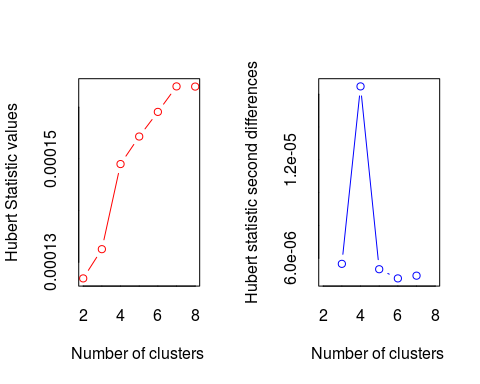 Hubert Statistic values
0.00015
0.00013
2 4 6 8
Number of clusters
Hubert statistic second differences
1.2e-05
6.0e-06
2 4 6 8
Number of clusters